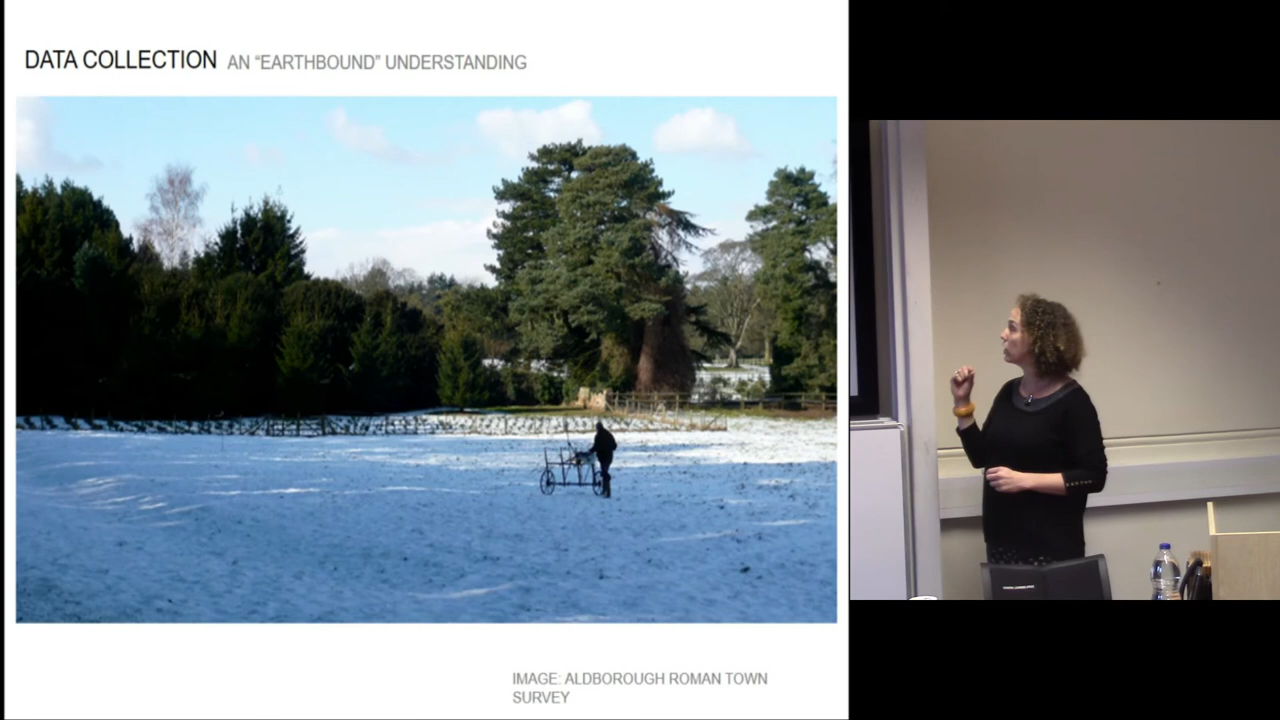 DATA COLLECTION AN “EARTHBOUND” UNDERSTANDING
IMAGE: ALDBOROUGH ROMAN TOWN
SURVEY